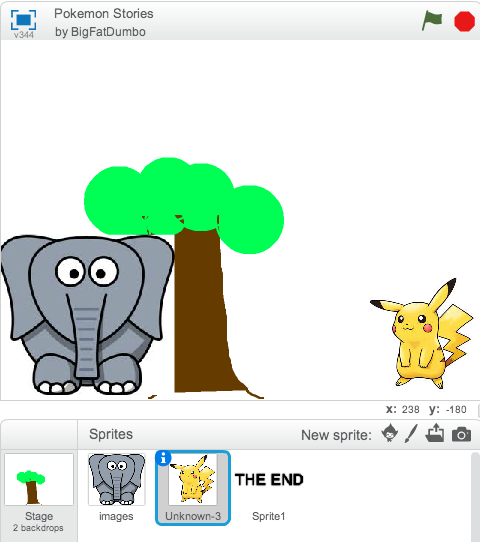 Pokemon Stories
by BigFatDumbo
v344
x: 238 y: -180
Sprites
New sprite:
THE END
Stage
2 backdrops
images
Unknown-3
Sprite1